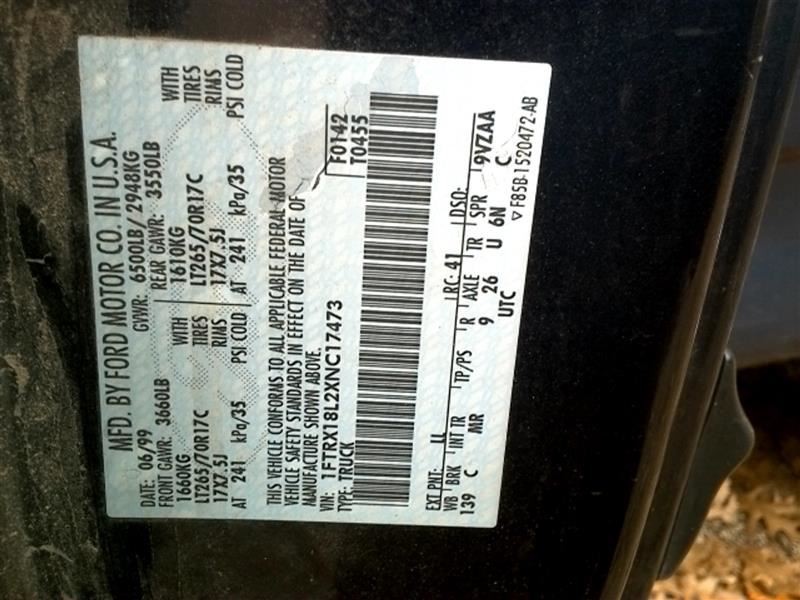 MFD. BY FORD MOTOR CO. IN U.S.A.
DATE: 06/99 GVWR: 6500LB/ 2948KG
FRONT GAWR: 3660LB REAR GAWR: 3550LB
1660KG WITH 1610KG WITH
LT265/70R17C TIRES LT265/70R17C TIRES
17X7.5J RIMS 17X7.5J RIMS
AT 241 kPa/35 PSI COLD AT 241 kPa/35 PSI COLD
THIS VEHICLE CONFORMS TO ALL APPLICABLE FEDERAL MOTOR
VEHICLE SAFETY STANDARDS IN EFFECT ON THE DATE OF
MANUFACTURE SHOWN ABOVE.
VIN: 1FTRX18L2XNC17473 F0142
TYPE: TRUCK T0455
EXT PNT: LL RC: 41 DSO:
WB BRK INT TR TP/PS R AXLE TR SPR 9VZAA
139 C MR 9 26 U 6N C
UTC ▽ F85B-1520472-AB